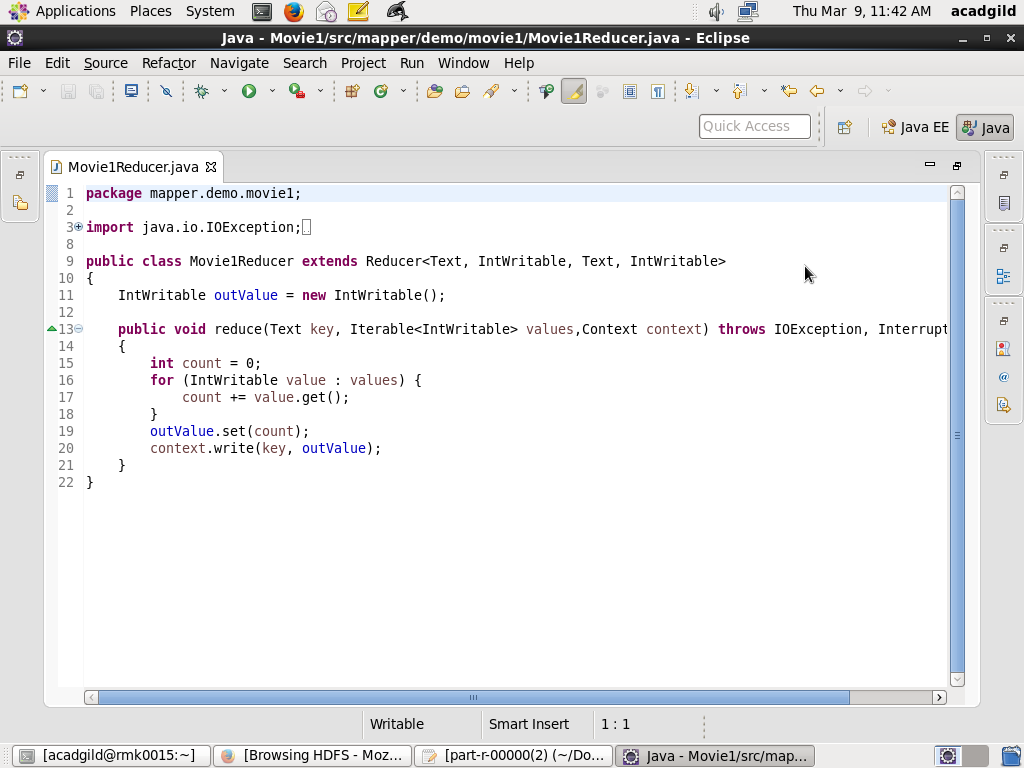 Applications Places System Thu Mar 9, 11:42 AM acadgild
Java - Movie1/src/mapper/demo/movie1/Movie1Reducer.java - Eclipse
File Edit Source Refactor Navigate Search Project Run Window Help
Quick Access Java EE Java
Movie1Reducer.java
1 package mapper.demo.movie1;
2
3 import java.io.IOException;
8
9 public class Movie1Reducer extends Reducer<Text, IntWritable, Text, IntWritable>
10 {
11 IntWritable outValue = new IntWritable();
12
13 public void reduce(Text key, Iterable<IntWritable> values,Context context) throws IOException, Interrupt
14 {
15 int count = 0;
16 for (IntWritable value : values) {
17 count += value.get();
18 }
19 outValue.set(count);
20 context.write(key, outValue);
21 }
22 }
Writable Smart Insert 1 : 1
[acadgild@rmk0015:~] [Browsing HDFS - Moz... [part-r-00000(2) (~/Do... Java - Movie1/src/map...